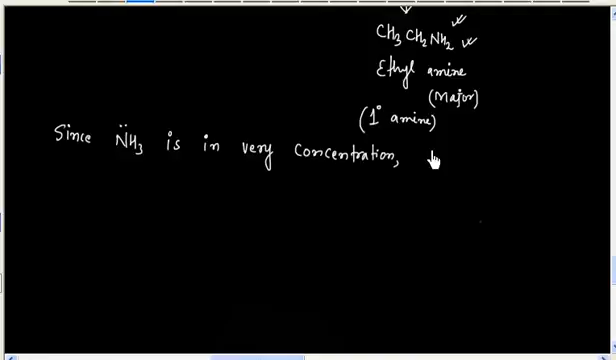 CH3 CH2 NH2
Ethyl amine
(Major)
(1° amine)
Since NH3 is in very concentration,